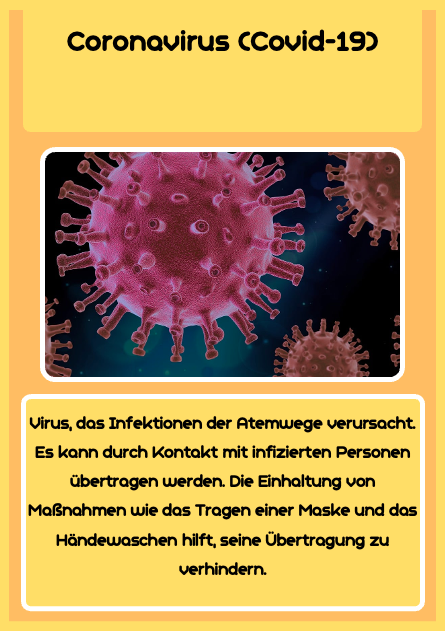 Coronavirus (Covid-19)
Virus, das Infektionen der Atemwege verursacht.
Es kann durch Kontakt mit infizierten Personen
übertragen werden. Die Einhaltung von
Maßnahmen wie das Tragen einer Maske und das
Händewaschen hilft, seine Übertragung zu
verhindern.